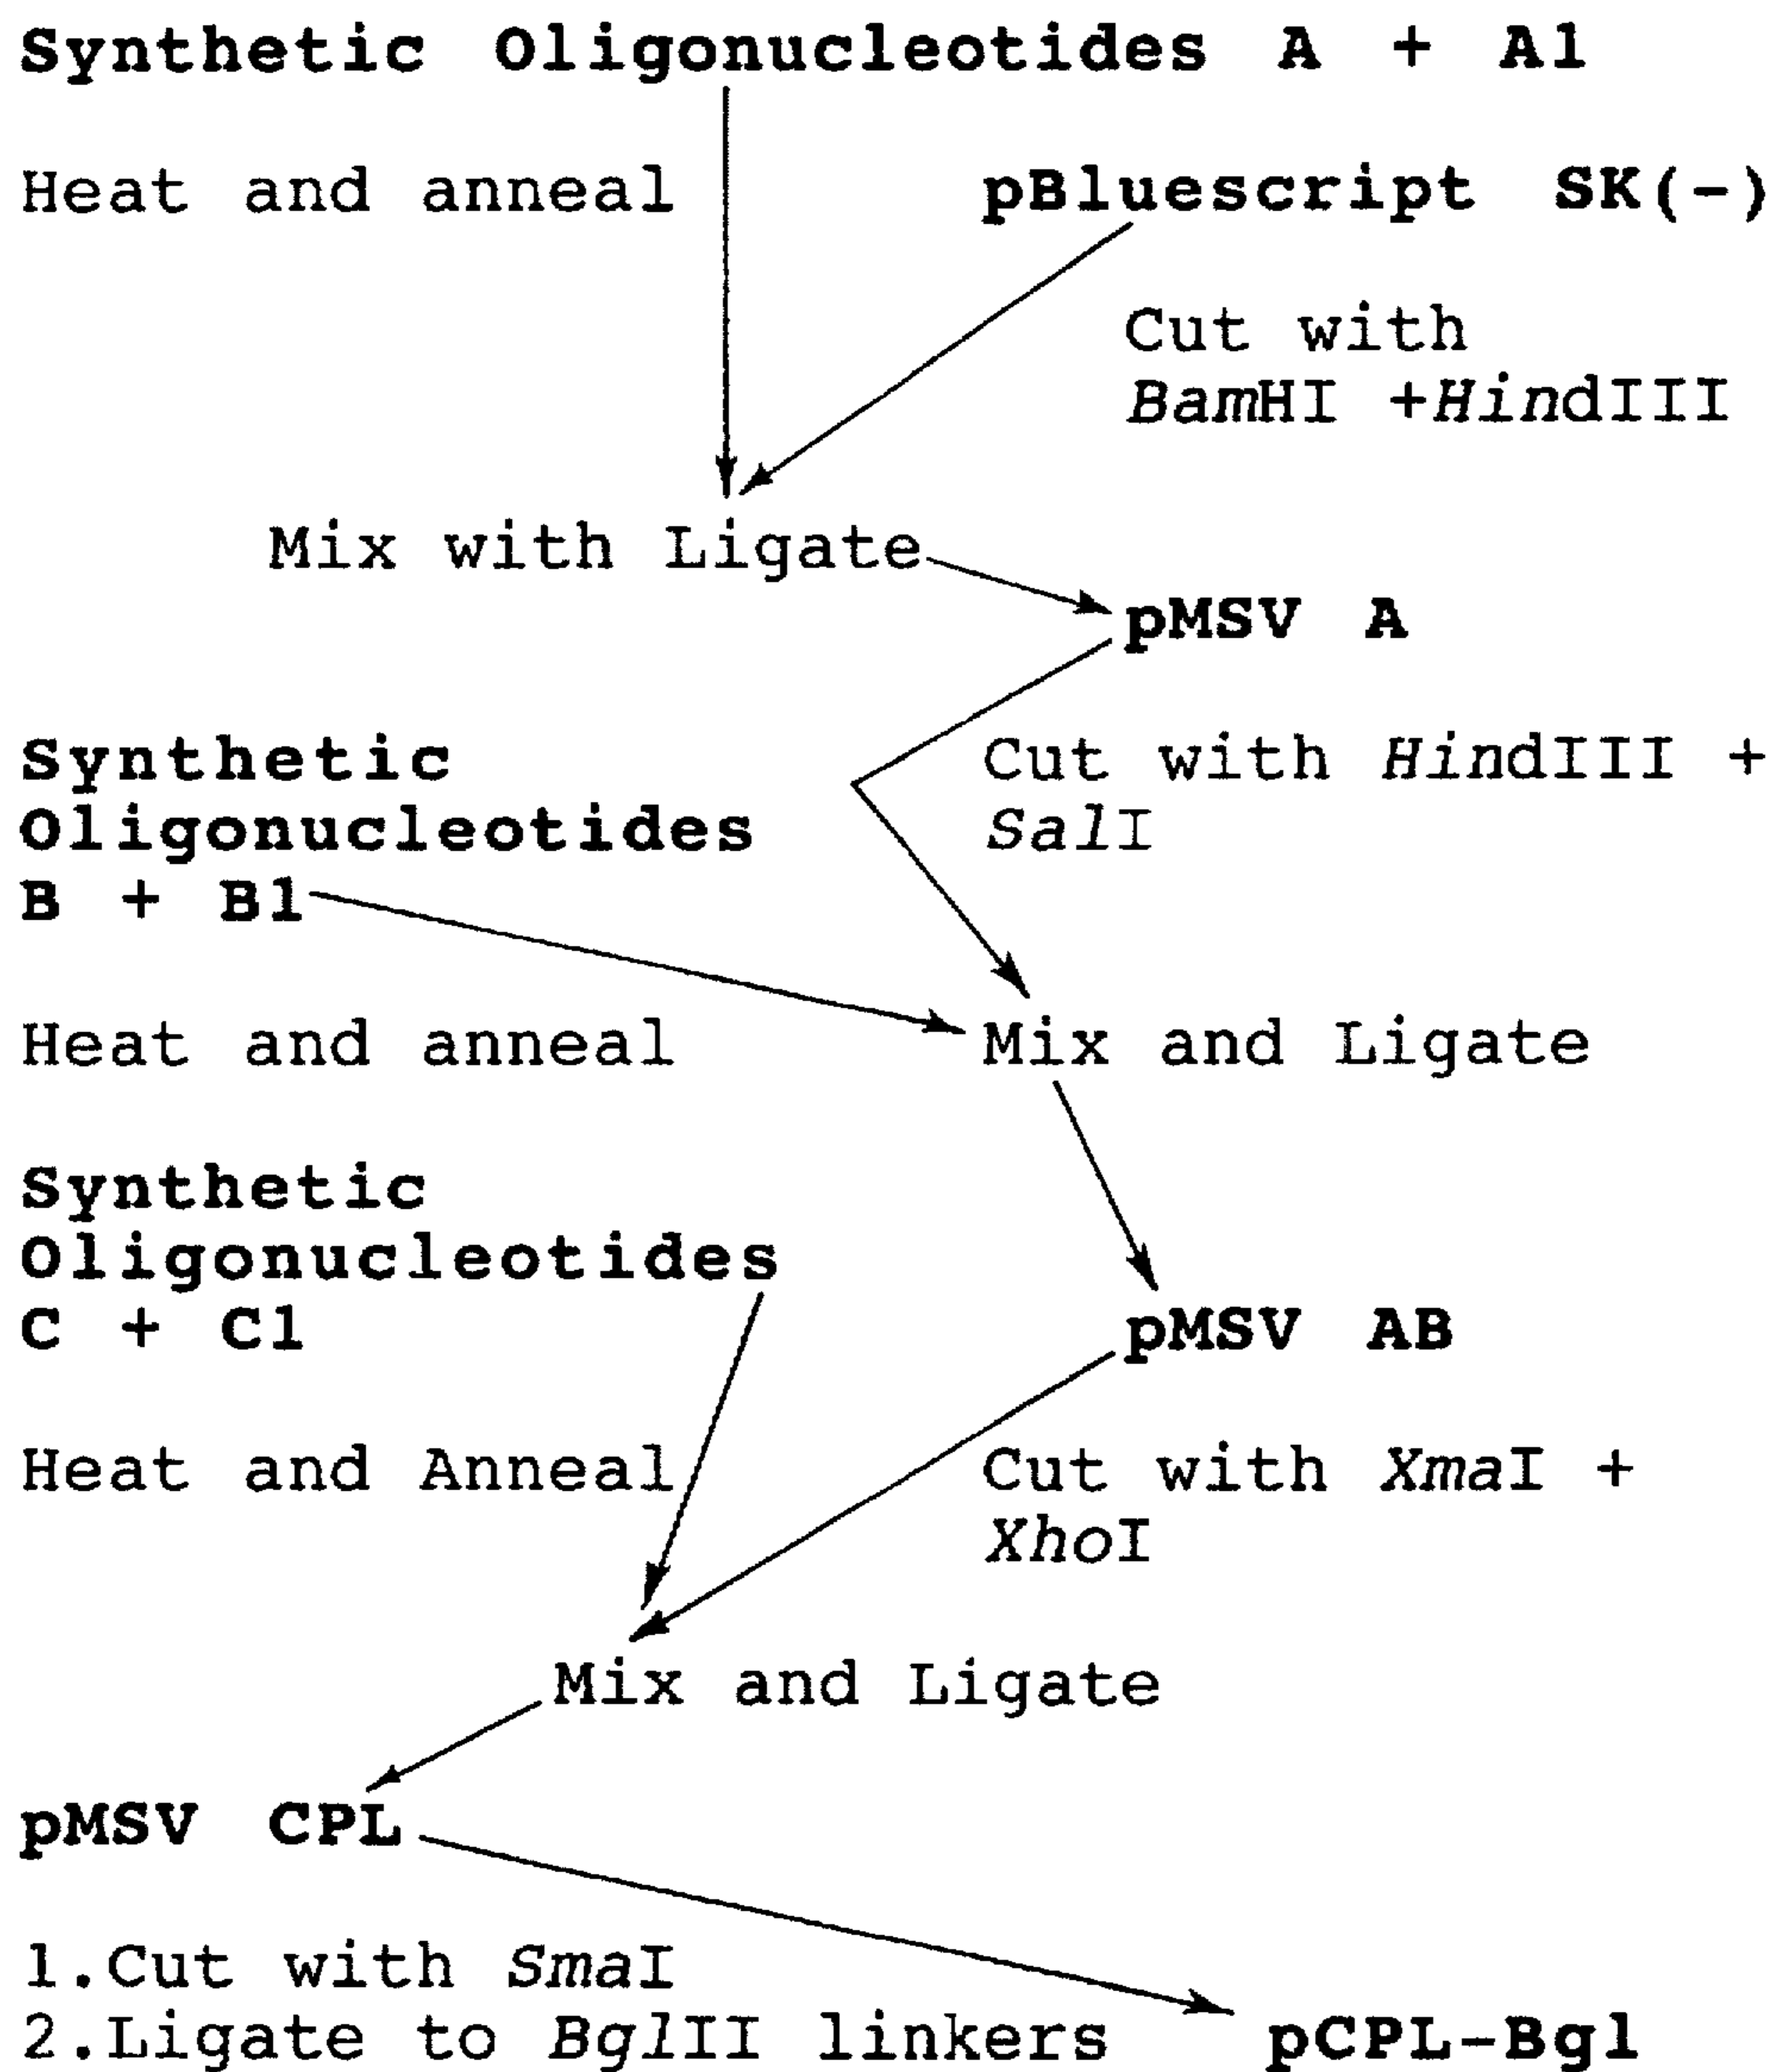 Synthetic Oligonucleotides A + A1
Heat and anneal
pBluescript SK(-)
Cut with
BamHI +HindIII
Mix with Ligate
pMSV A
Synthetic
Oligonucleotides
B + B1
Cut with HindIII +
SalI
Heat and anneal
Mix and Ligate
Synthetic
Oligonucleotides
C + C1
pMSV AB
Heat and Anneal
Cut with XmaI +
XhoI
Mix and Ligate
pMSV CPL
1.Cut with SmaI
2.Ligate to BglII linkers
pCPL-Bgl